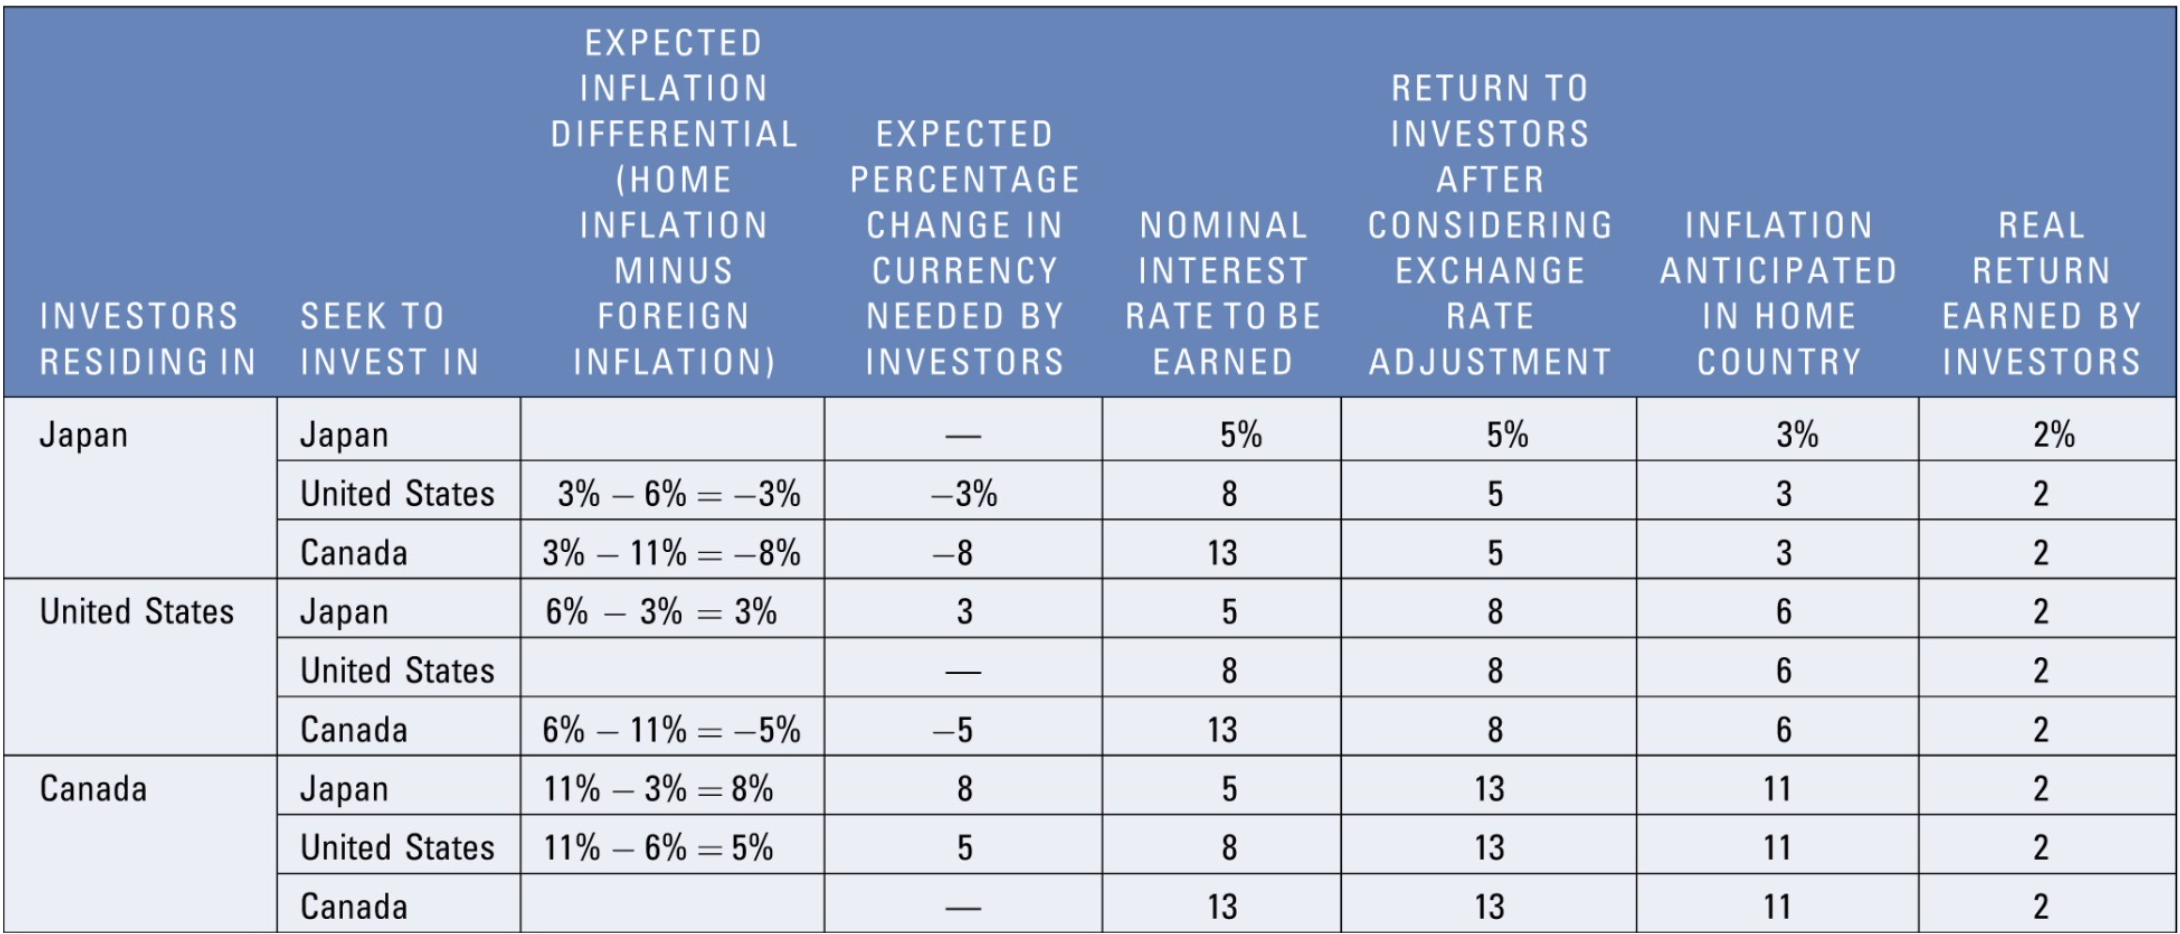 INVESTORS RESIDING IN | SEEK TO INVEST IN | EXPECTED INFLATION DIFFERENTIAL (HOME INFLATION MINUS FOREIGN INFLATION) | EXPECTED PERCENTAGE CHANGE IN CURRENCY NEEDED BY INVESTORS | NOMINAL INTEREST RATE TO BE EARNED | RETURN TO INVESTORS AFTER CONSIDERING EXCHANGE RATE ADJUSTMENT | INFLATION ANTICIPATED IN HOME COUNTRY | REAL RETURN EARNED BY INVESTORS
Japan | Japan | | — | 5% | 5% | 3% | 2%
United States | 3% − 6% = −3% | −3% | 8 | 5 | 3 | 2
Canada | 3% − 11% = −8% | −8 | 13 | 5 | 3 | 2
United States | Japan | 6% − 3% = 3% | 3 | 5 | 8 | 6 | 2
United States | | — | 8 | 8 | 6 | 2
Canada | 6% − 11% = −5% | −5 | 13 | 8 | 6 | 2
Canada | Japan | 11% − 3% = 8% | 8 | 5 | 13 | 11 | 2
United States | 11% − 6% = 5% | 5 | 8 | 13 | 11 | 2
Canada | | — | 13 | 13 | 11 | 2